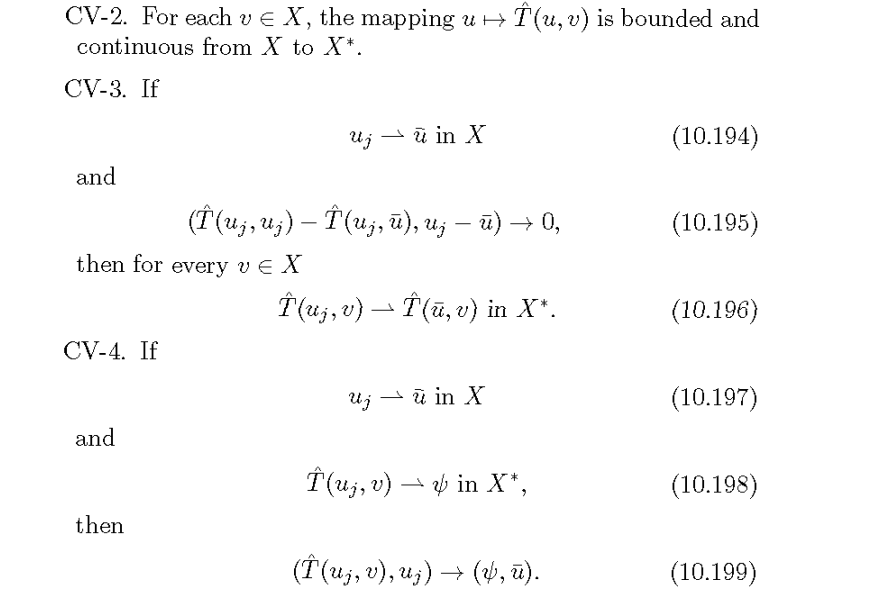 CV-2. For each v ∈ X, the mapping u ↦ T̂(u, v) is bounded and
continuous from X to X*.
CV-3. If
u_j ⇀ ū in X (10.194)
and
(T̂(u_j, u_j) − T̂(u_j, ū), u_j − ū) → 0, (10.195)
then for every v ∈ X
T̂(u_j, v) ⇀ T̂(ū, v) in X*. (10.196)
CV-4. If
u_j ⇀ ū in X (10.197)
and
T̂(u_j, v) ⇀ ψ in X*, (10.198)
then
(T̂(u_j, v), u_j) → (ψ, ū). (10.199)